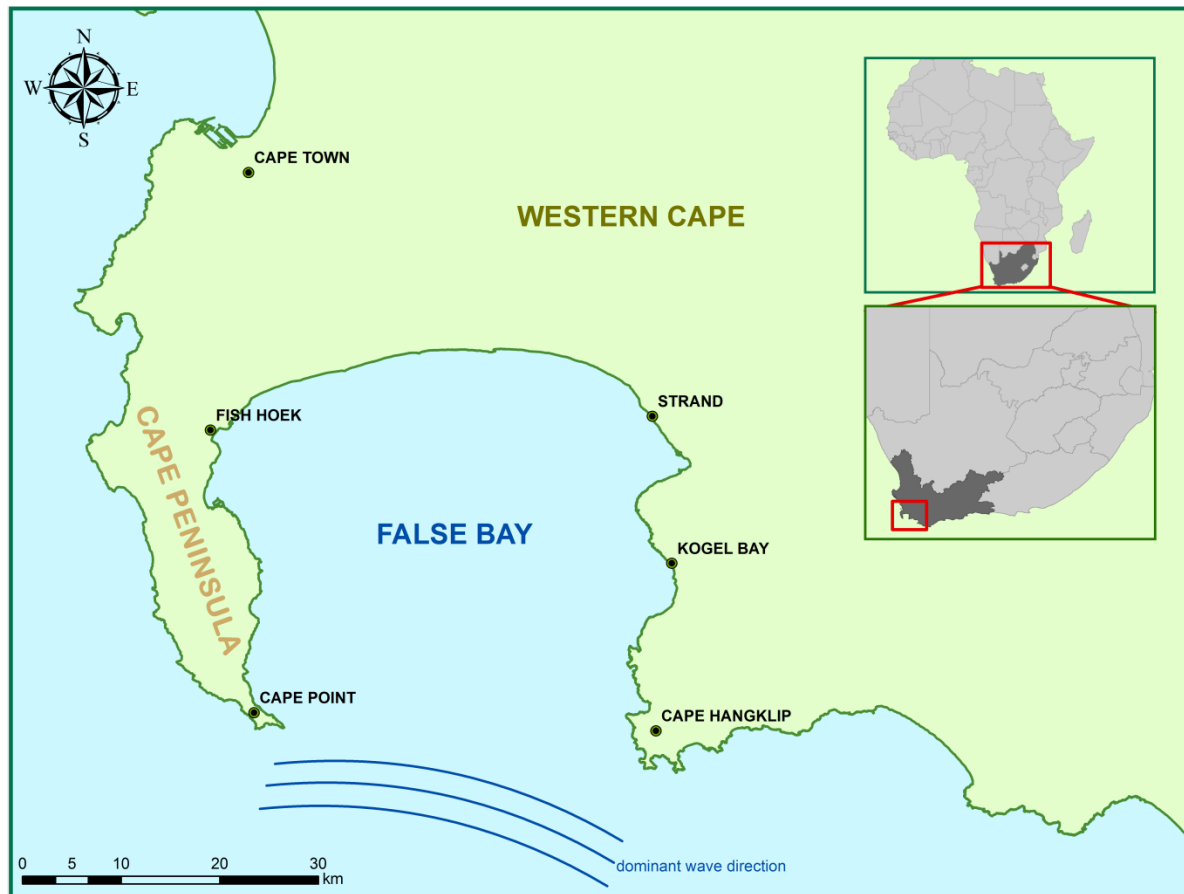 N
W E
S
CAPE TOWN
WESTERN CAPE
FISH HOEK
STRAND
CAPE PENINSULA
FALSE BAY
KOGEL BAY
CAPE POINT
CAPE HANGKLIP
dominant wave direction
0 5 10 20 30
km